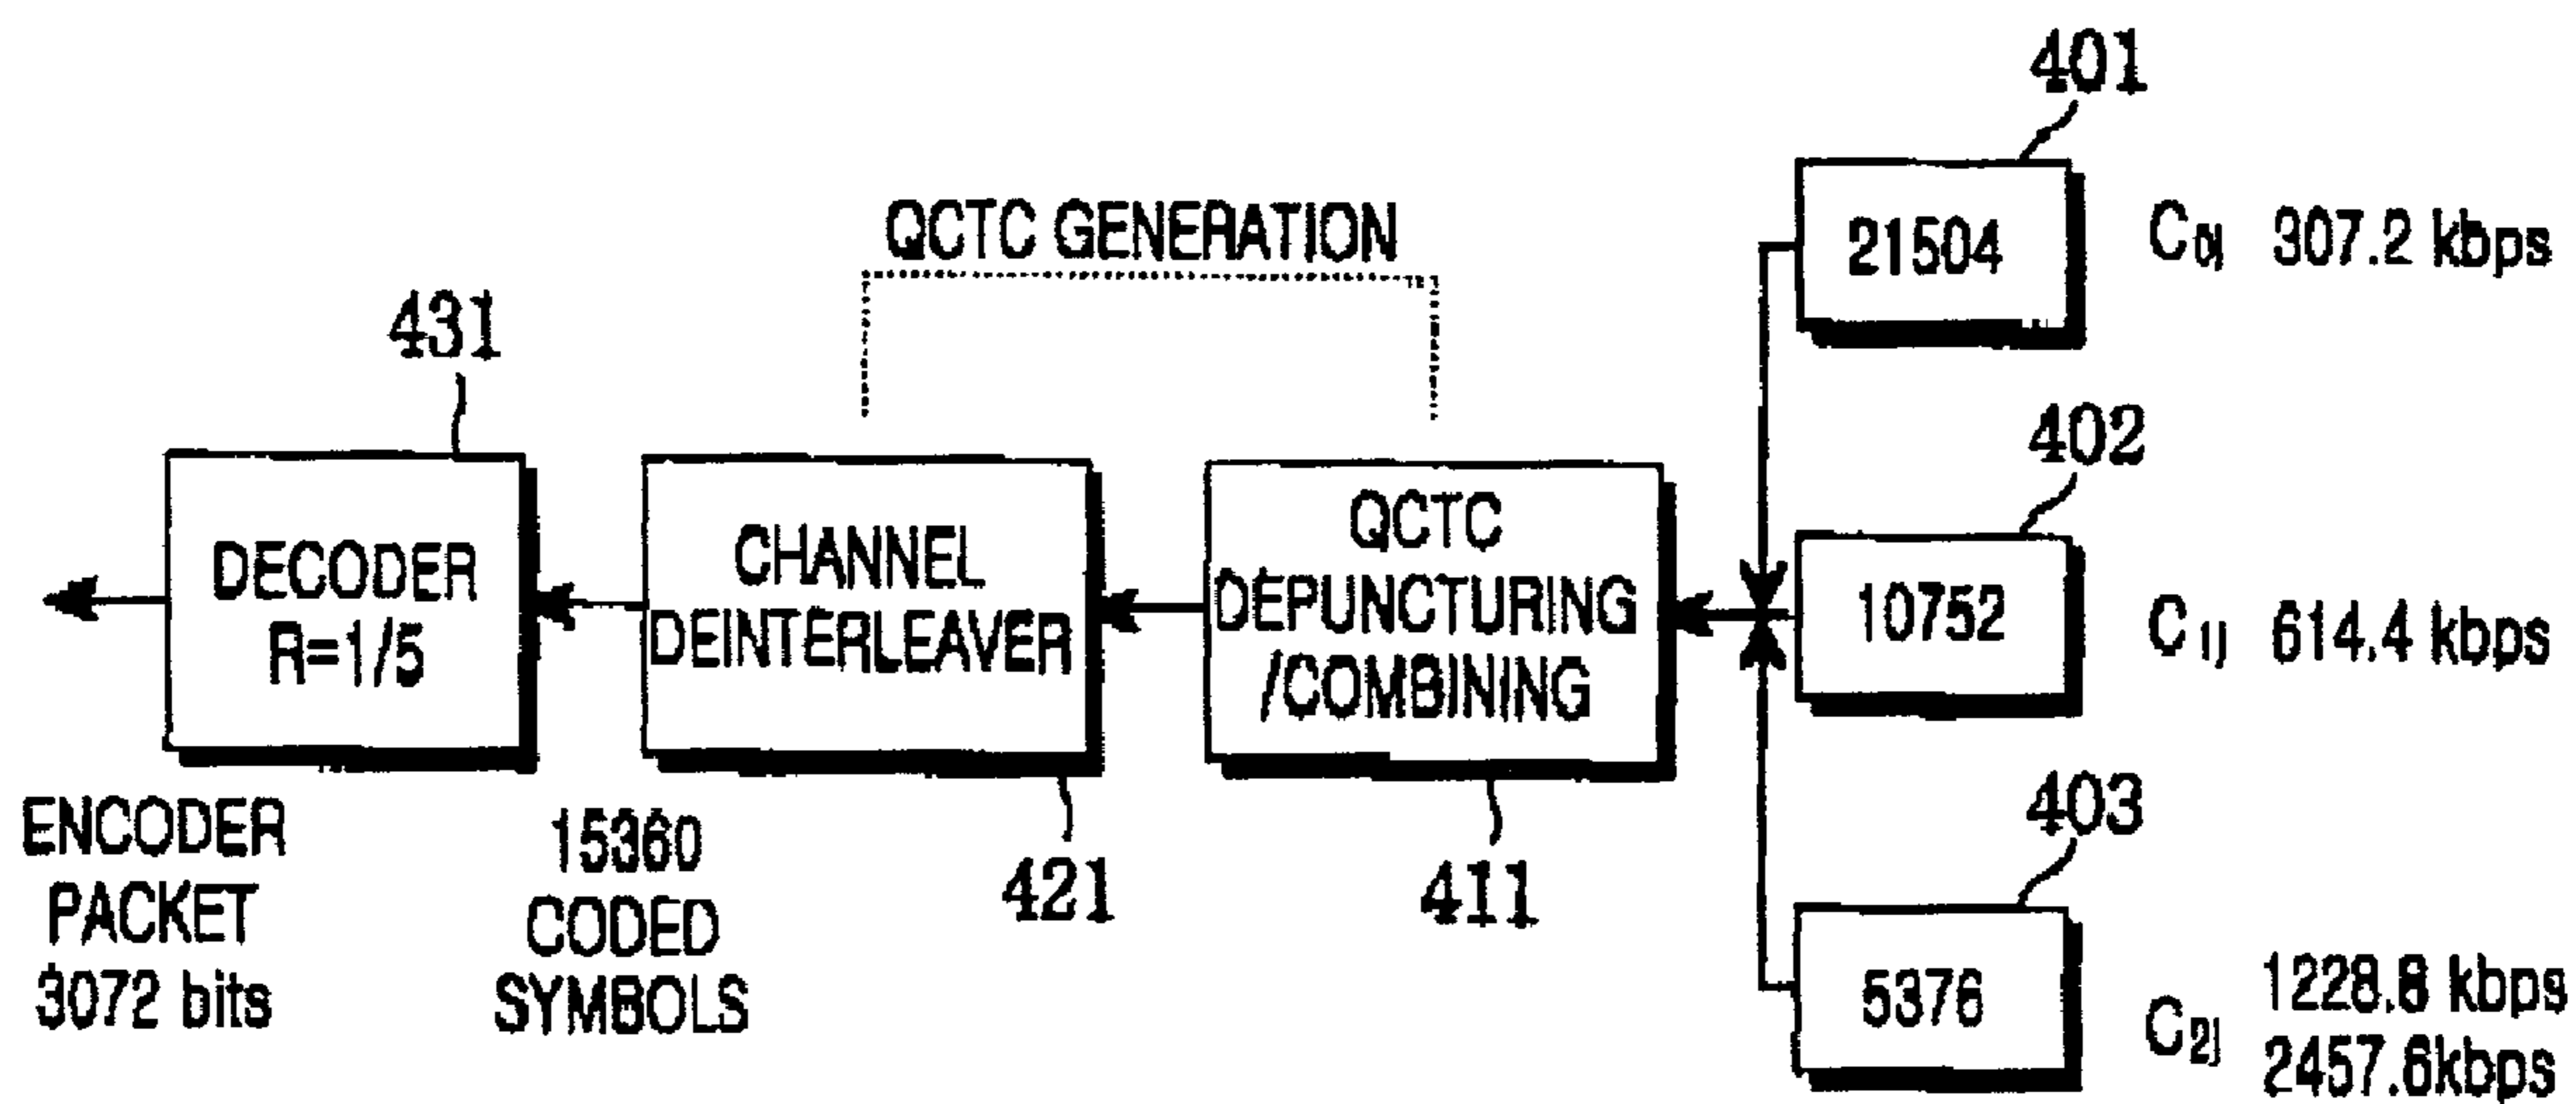 401
21504
C0j 307.2 kbps
QCTC GENERATION
431
402
DECODER
R=1/5
CHANNEL
DEINTERLEAVER
QCTC
DEPUNCTURING
/COMBINING
10752
C1j 614.4 kbps
403
ENCODER
PACKET
3072 bits
15360
CODED
SYMBOLS
421
411
5376
C2j
1228.8 kbps
2457.6kbps